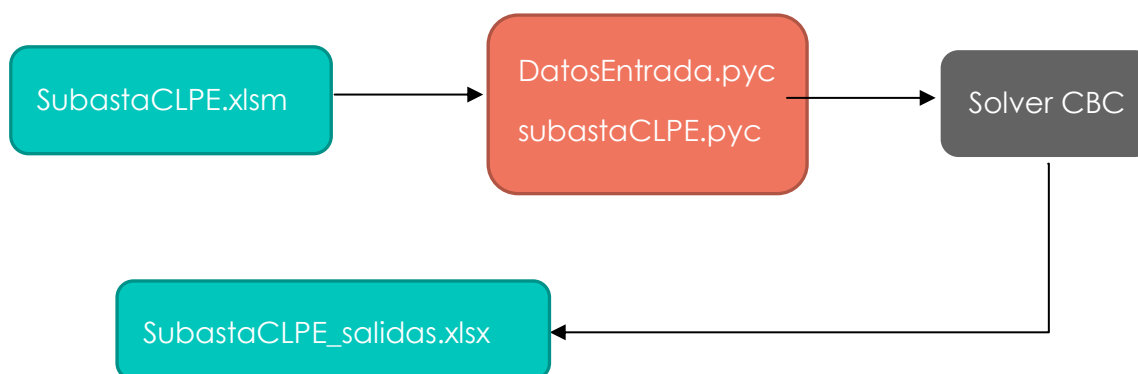 SubastaCLPE.xlsm
DatosEntrada.pyc
subastaCLPE.pyc
Solver CBC
SubastaCLPE_salidas.xlsx